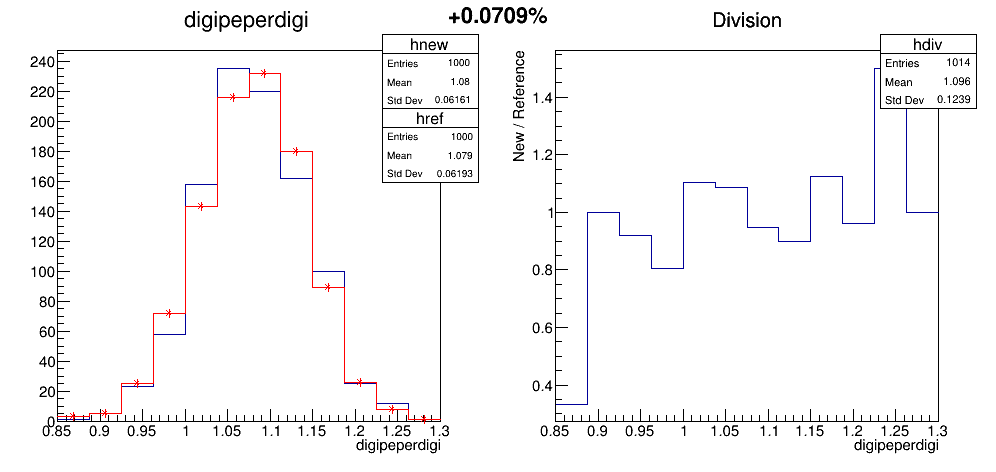 +0.0709%
digipeperdigi
hnew
Entries 1000
Mean 1.08
Std Dev 0.06161
href
Entries 1000
Mean 1.079
Std Dev 0.06193
240
220
200
180
160
140
120
100
80
60
40
20
0
0.85 0.9 0.95 1 1.05 1.1 1.15 1.2 1.25 1.3
digipeperdigi
Division
hdiv
Entries 1014
Mean 1.096
Std Dev 0.1239
New / Reference
1.4
1.2
1
0.8
0.6
0.4
0.85 0.9 0.95 1 1.05 1.1 1.15 1.2 1.25 1.3
digipeperdigi